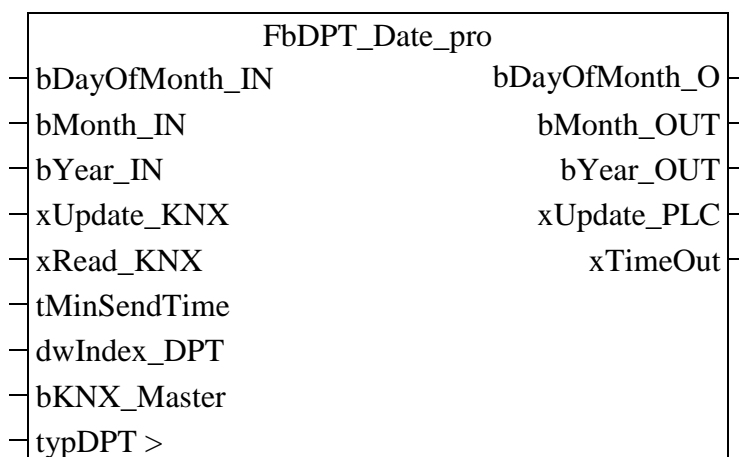 FbDPT_Date_pro
bDayOfMonth_IN bDayOfMonth_O
bMonth_IN bMonth_OUT
bYear_IN bYear_OUT
xUpdate_KNX xUpdate_PLC
xRead_KNX xTimeOut
tMinSendTime
dwIndex_DPT
bKNX_Master
typDPT >